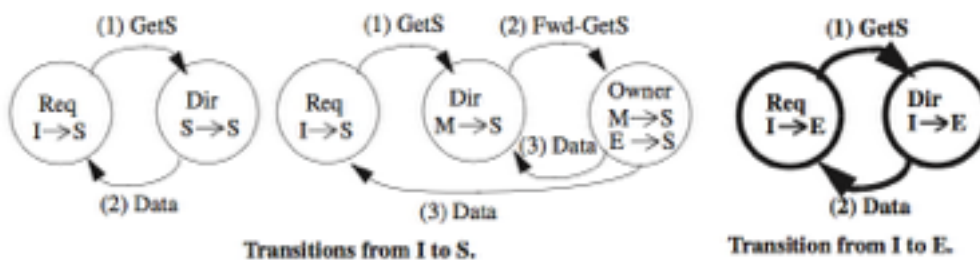 (1) GetS
Req
I→S
Dir
S→S
(2) Data
(1) GetS
(2) Fwd-GetS
Req
I→S
Dir
M→S
Owner
M→S
E→S
(3) Data
(3) Data
Transitions from I to S.
(1) GetS
Req
I→E
Dir
I→E
(2) Data
Transition from I to E.